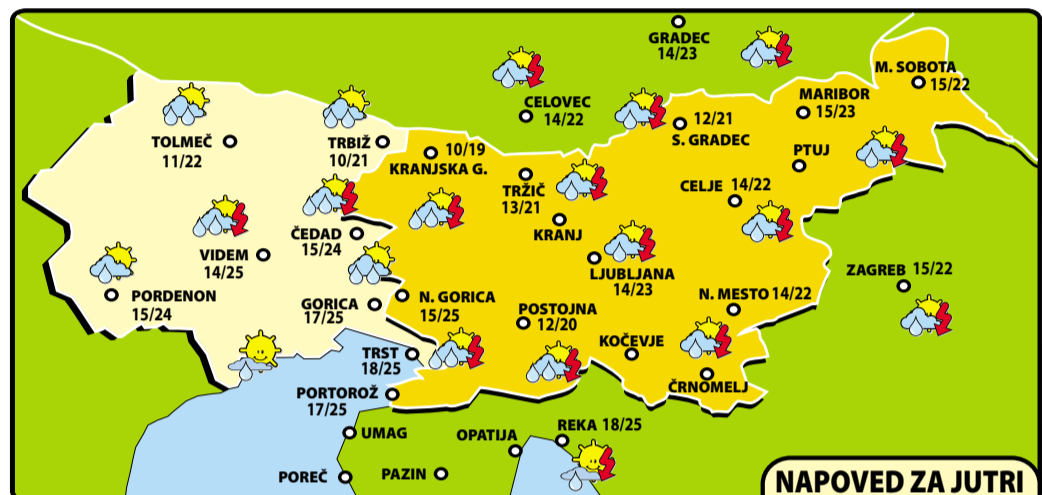 GRADEC
14/23
M. SOBOTA
15/22
CELOVEC
14/22
MARIBOR
15/23
TOLMEČ
11/22
TRBIŽ
10/21
10/19
KRANJSKA G.
12/21
S. GRADEC
PTUJ
TRŽIČ
13/21
CELJE 14/22
KRANJ
ČEDAD
15/24
VIDEM
14/25
LJUBLJANA
14/23
ZAGREB 15/22
PORDENON
15/24
GORICA
17/25
N. GORICA
15/25
POSTOJNA
12/20
N. MESTO 14/22
KOČEVJE
TRST
18/25
ČRNOMELJ
PORTOROŽ
17/25
UMAG
OPATIJA
REKA 18/25
POREČ
PAZIN
NAPOVED ZA JUTRI